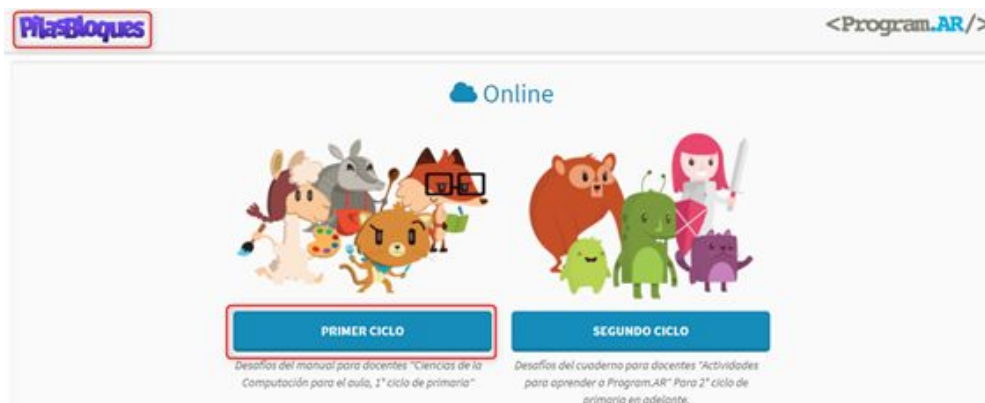 PilasBloques
<Program.AR/>
Online
PRIMER CICLO
SEGUNDO CICLO
Desafíos del manual para docentes "Ciencias de la
Computación para el aula, 1° ciclo de primaria"
Desafíos del cuaderno para docentes "Actividades
para aprender a Program.AR" Para 2° ciclo de
primaria en adelante.